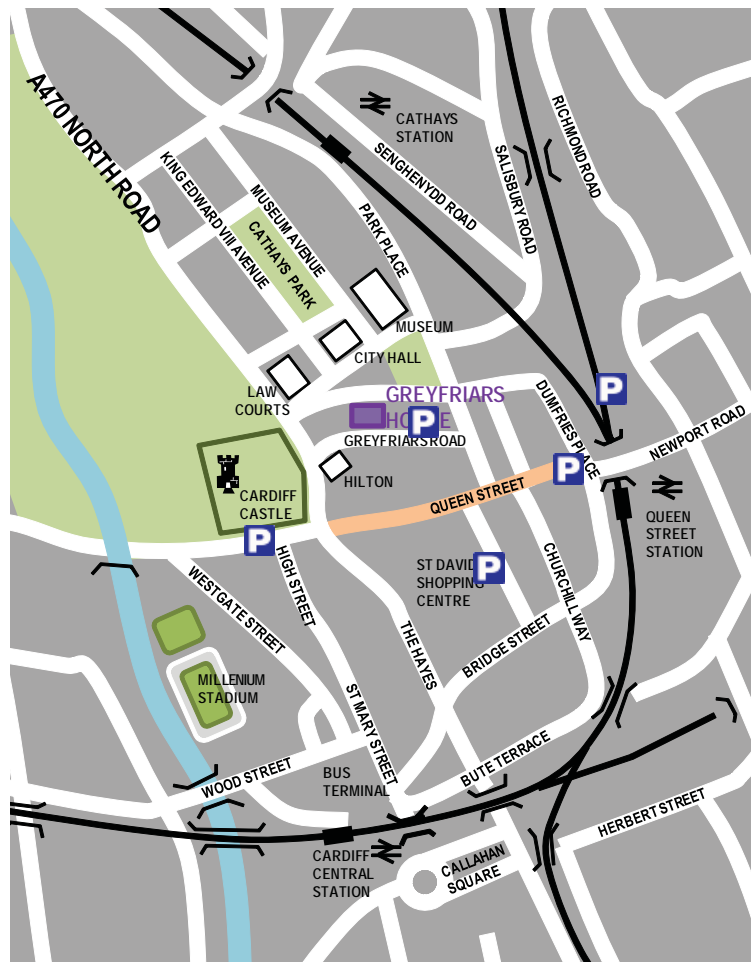 A470 NORTH ROAD
CATHAYS
STATION
RICHMOND ROAD
SENGHENYDD ROAD
SALISBURY ROAD
KING EDWARD VIII AVENUE
MUSEUM AVENUE
CATHAYS PARK
PARK PLACE
MUSEUM
CITY HALL
LAW
COURTS
GREYFRIARS
P
P
GREYFRIARS ROAD
DUMFRIES PLACE
NEWPORT ROAD
HILTON
P
CARDIFF
CASTLE
QUEEN STREET
QUEEN
STREET
STATION
P
HIGH STREET
WESTGATE STREET
ST DAVID
SHOPPING
CENTRE
P
CHURCHILL WAY
THE HAYES
BRIDGE STREET
MILLENIUM
STADIUM
ST MARY STREET
WOOD STREET
BUS
TERMINAL
BUTE TERRACE
HERBERT STREET
CARDIFF
CENTRAL
STATION
CALLAHAN
SQUARE